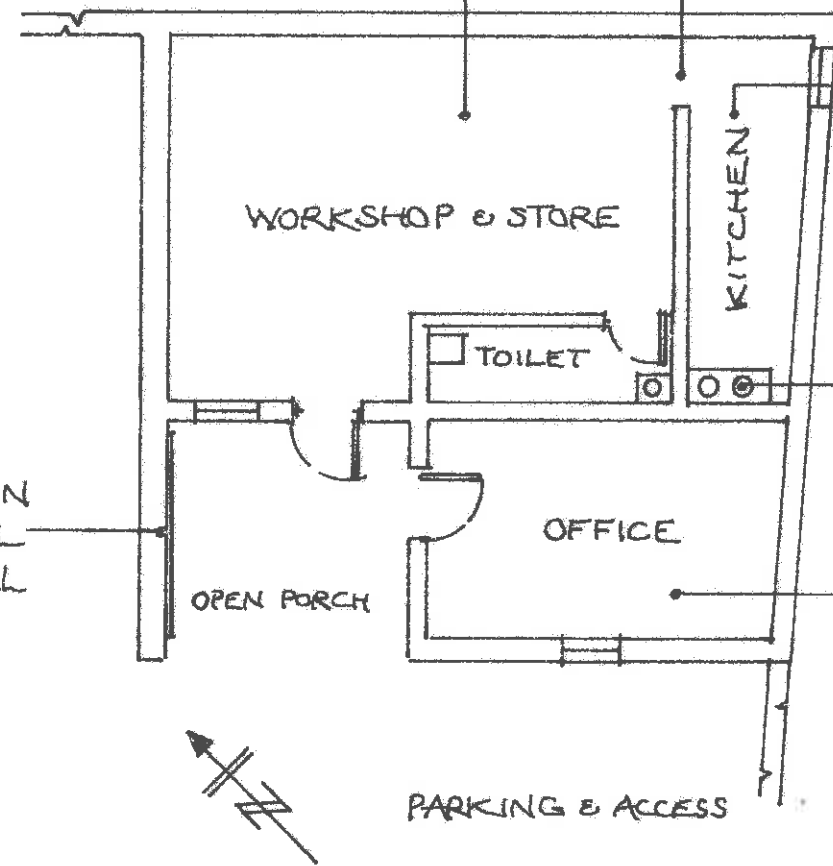 WORKSHOP & STORE
KITCHEN
TOILET
OFFICE
OPEN PORCH
N
PARKING & ACCESS